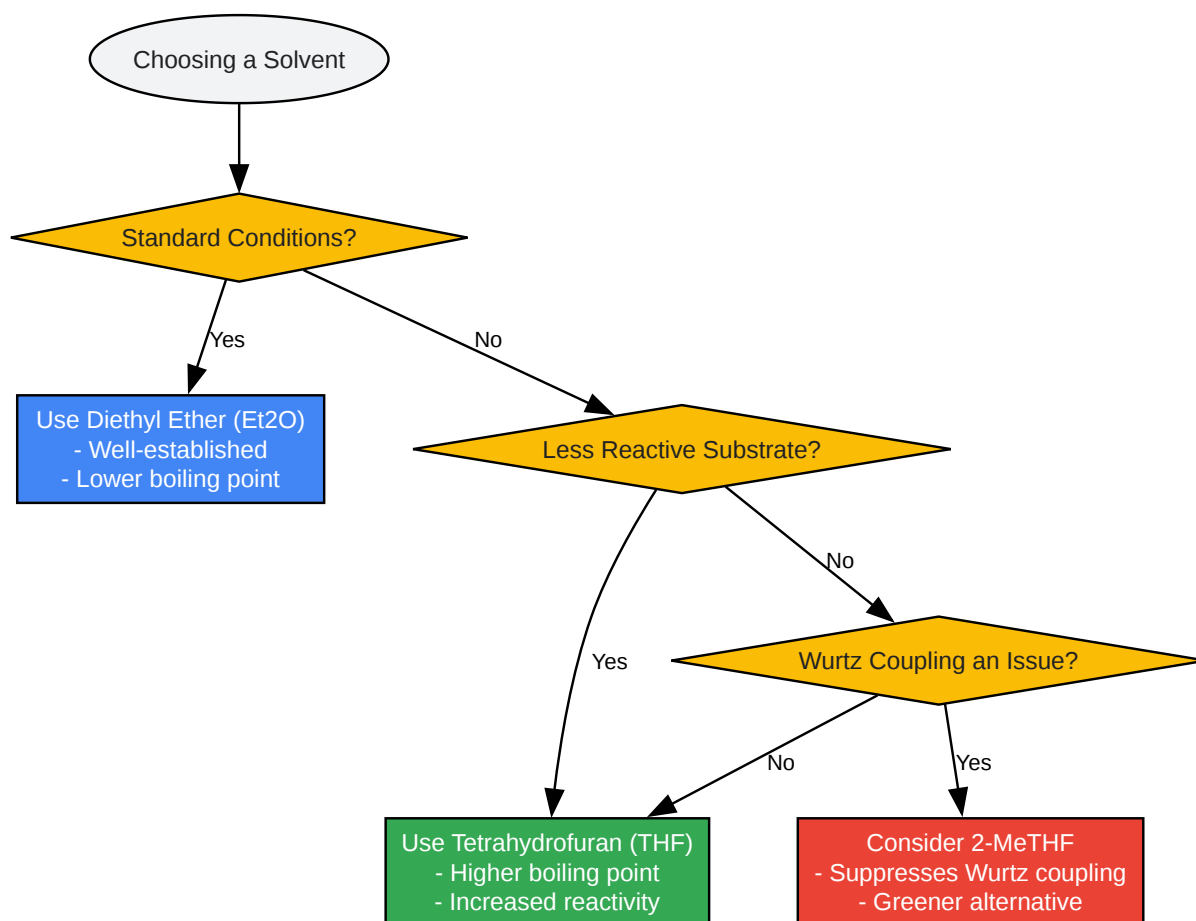 Choosing a Solvent
Standard Conditions?
Yes
No
Use Diethyl Ether (Et2O)
- Well-established
- Lower boiling point
Less Reactive Substrate?
No
Yes
Wurtz Coupling an Issue?
No
Yes
Use Tetrahydrofuran (THF)
- Higher boiling point
- Increased reactivity
Consider 2-MeTHF
- Suppresses Wurtz coupling
- Greener alternative